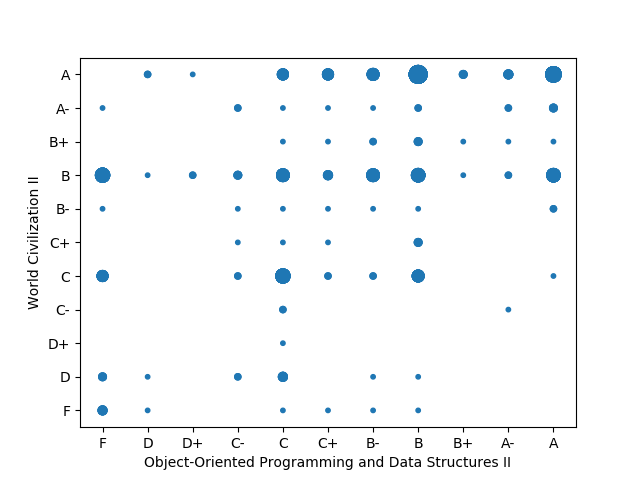 A
A-
B+
B
B-
C+
C
C-
D+
D
F
World Civilization II
F D D+ C- C C+ B- B B+ A- A
Object-Oriented Programming and Data Structures II